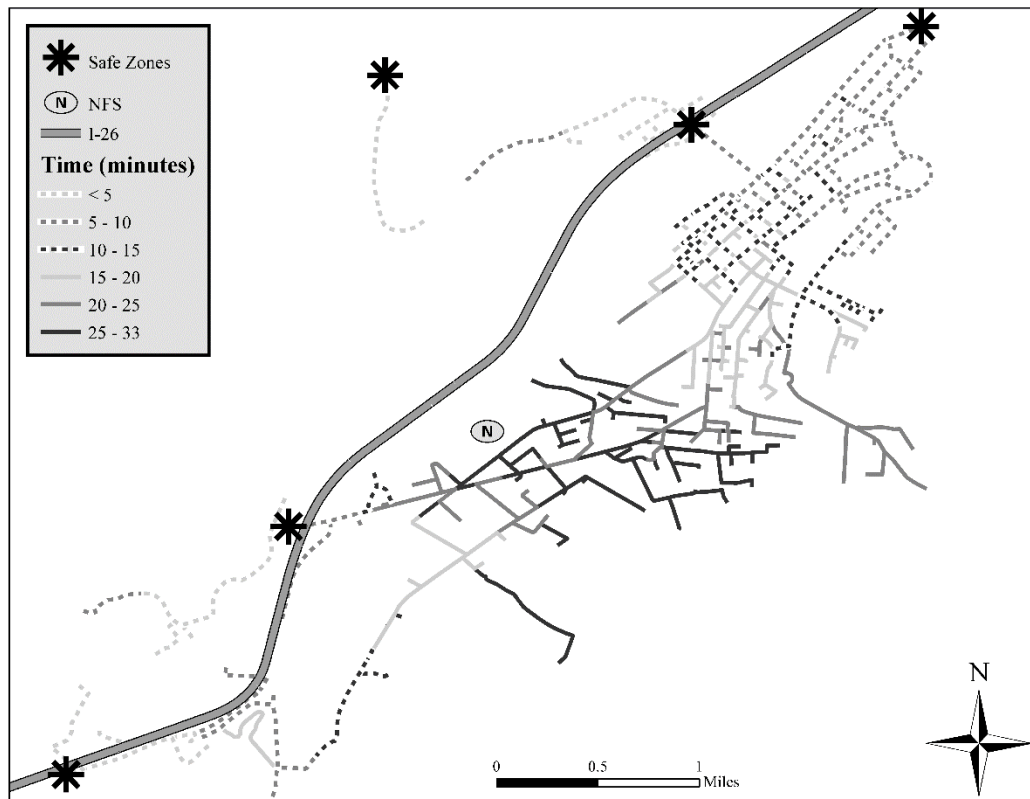 Safe Zones
N NFS
I-26
Time (minutes)
< 5
5 - 10
10 - 15
15 - 20
20 - 25
25 - 33
N
N
0 0.5 1
Miles